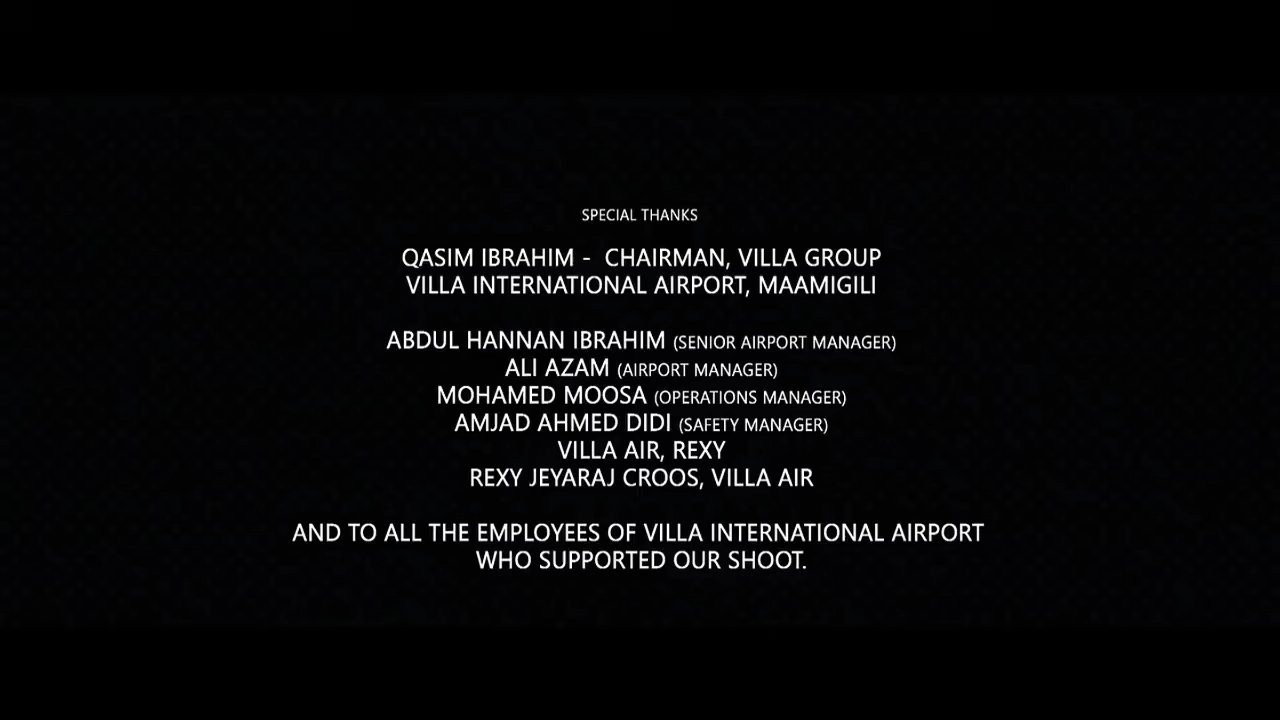 SPECIAL THANKS
QASIM IBRAHIM - CHAIRMAN, VILLA GROUP
VILLA INTERNATIONAL AIRPORT, MAAMIGILI
ABDUL HANNAN IBRAHIM (SENIOR AIRPORT MANAGER)
ALI AZAM (AIRPORT MANAGER)
MOHAMED MOOSA (OPERATIONS MANAGER)
AMJAD AHMED DIDI (SAFETY MANAGER)
VILLA AIR, REXY
REXY JEYARAJ CROOS, VILLA AIR
AND TO ALL THE EMPLOYEES OF VILLA INTERNATIONAL AIRPORT
WHO SUPPORTED OUR SHOOT.